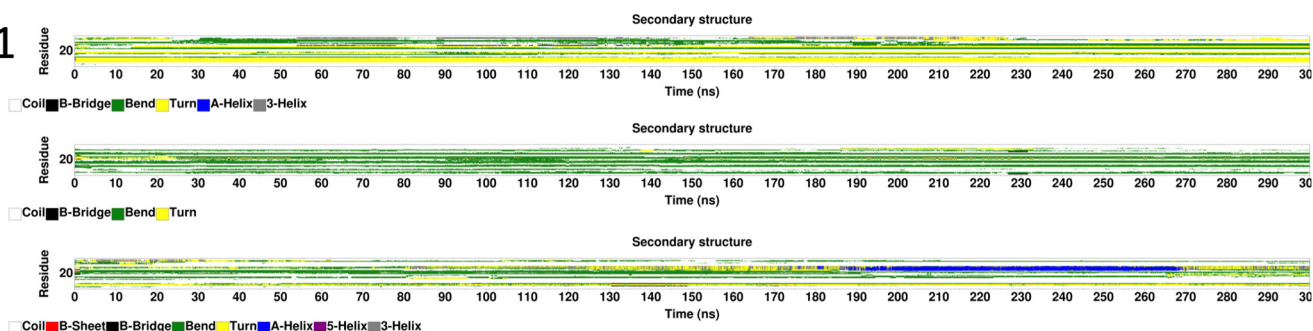 1
Secondary structure
Residue
20
0 10 20 30 40 50 60 70 80 90 100 110 120 130 140 150 160 170 180 190 200 210 220 230 240 250 260 270 280 290 30
Time (ns)
Coil B-Bridge Bend Turn A-Helix 3-Helix
Secondary structure
Residue
20
0 10 20 30 40 50 60 70 80 90 100 110 120 130 140 150 160 170 180 190 200 210 220 230 240 250 260 270 280 290 30
Time (ns)
Coil B-Bridge Bend Turn
Secondary structure
Residue
20
0 10 20 30 40 50 60 70 80 90 100 110 120 130 140 150 160 170 180 190 200 210 220 230 240 250 260 270 280 290 30
Time (ns)
Coil B-Sheet B-Bridge Bend Turn A-Helix 5-Helix 3-Helix